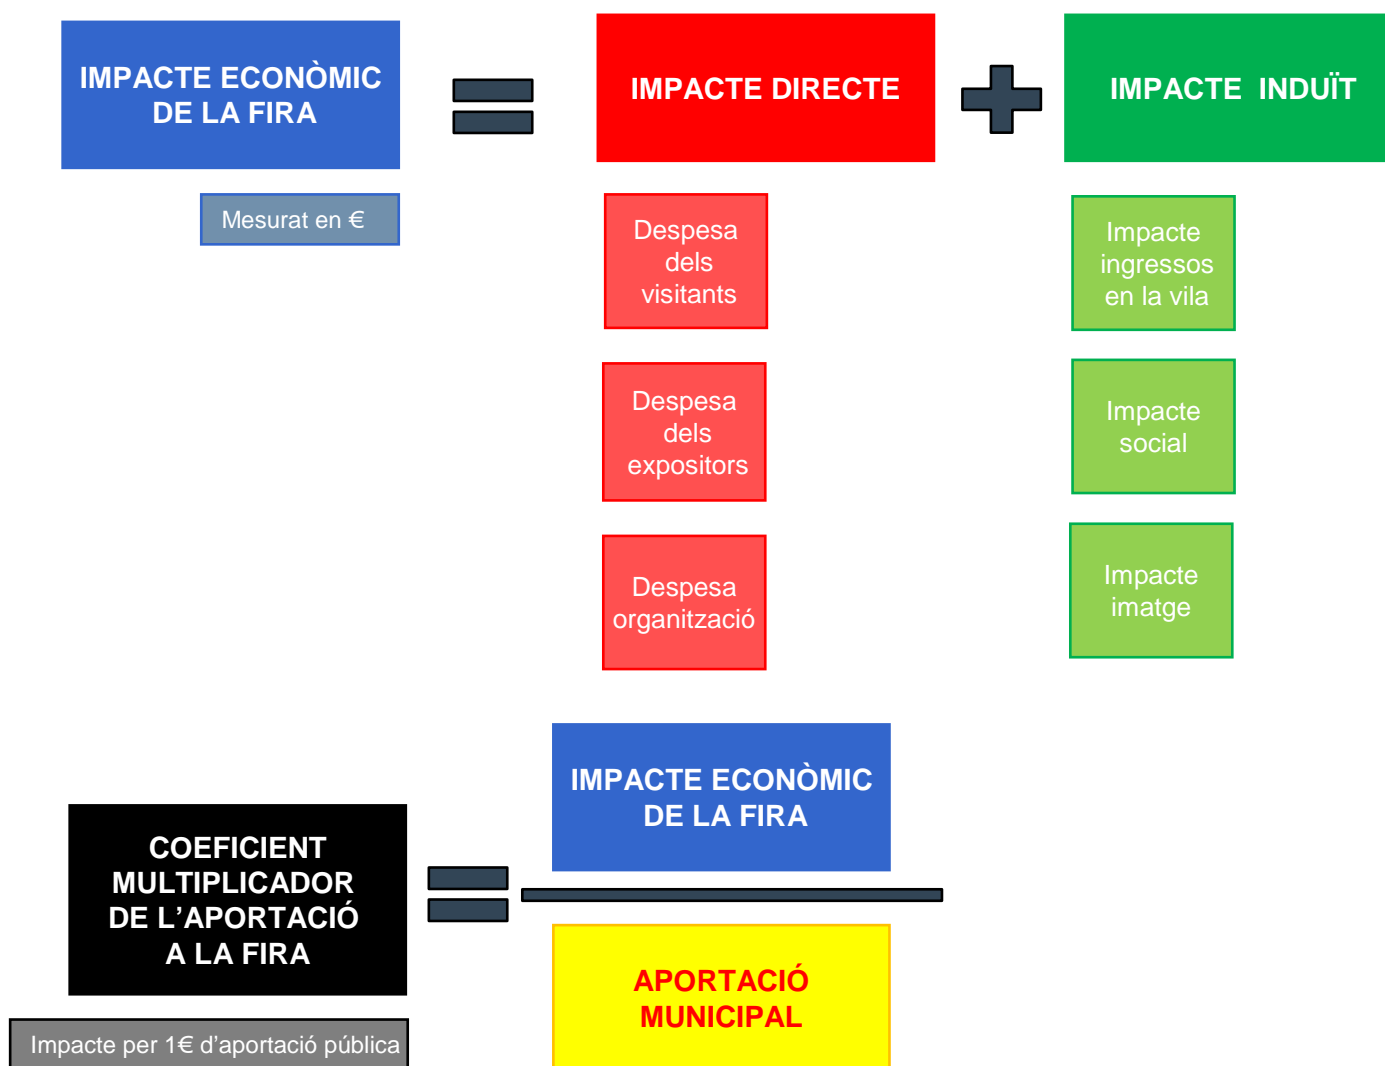 IMPACTE ECONÒMIC
DE LA FIRA
IMPACTE DIRECTE
IMPACTE INDUÏT
Mesurat en €
Despesa
dels
visitants
Impacte
ingressos
en la vila
Despesa
dels
expositors
Impacte
social
Despesa
organització
Impacte
imatge
IMPACTE ECONÒMIC
DE LA FIRA
COEFICIENT
MULTIPLICADOR
DE L’APORTACIÓ
A LA FIRA
APORTACIÓ
MUNICIPAL
Impacte per 1€ d’aportació pública